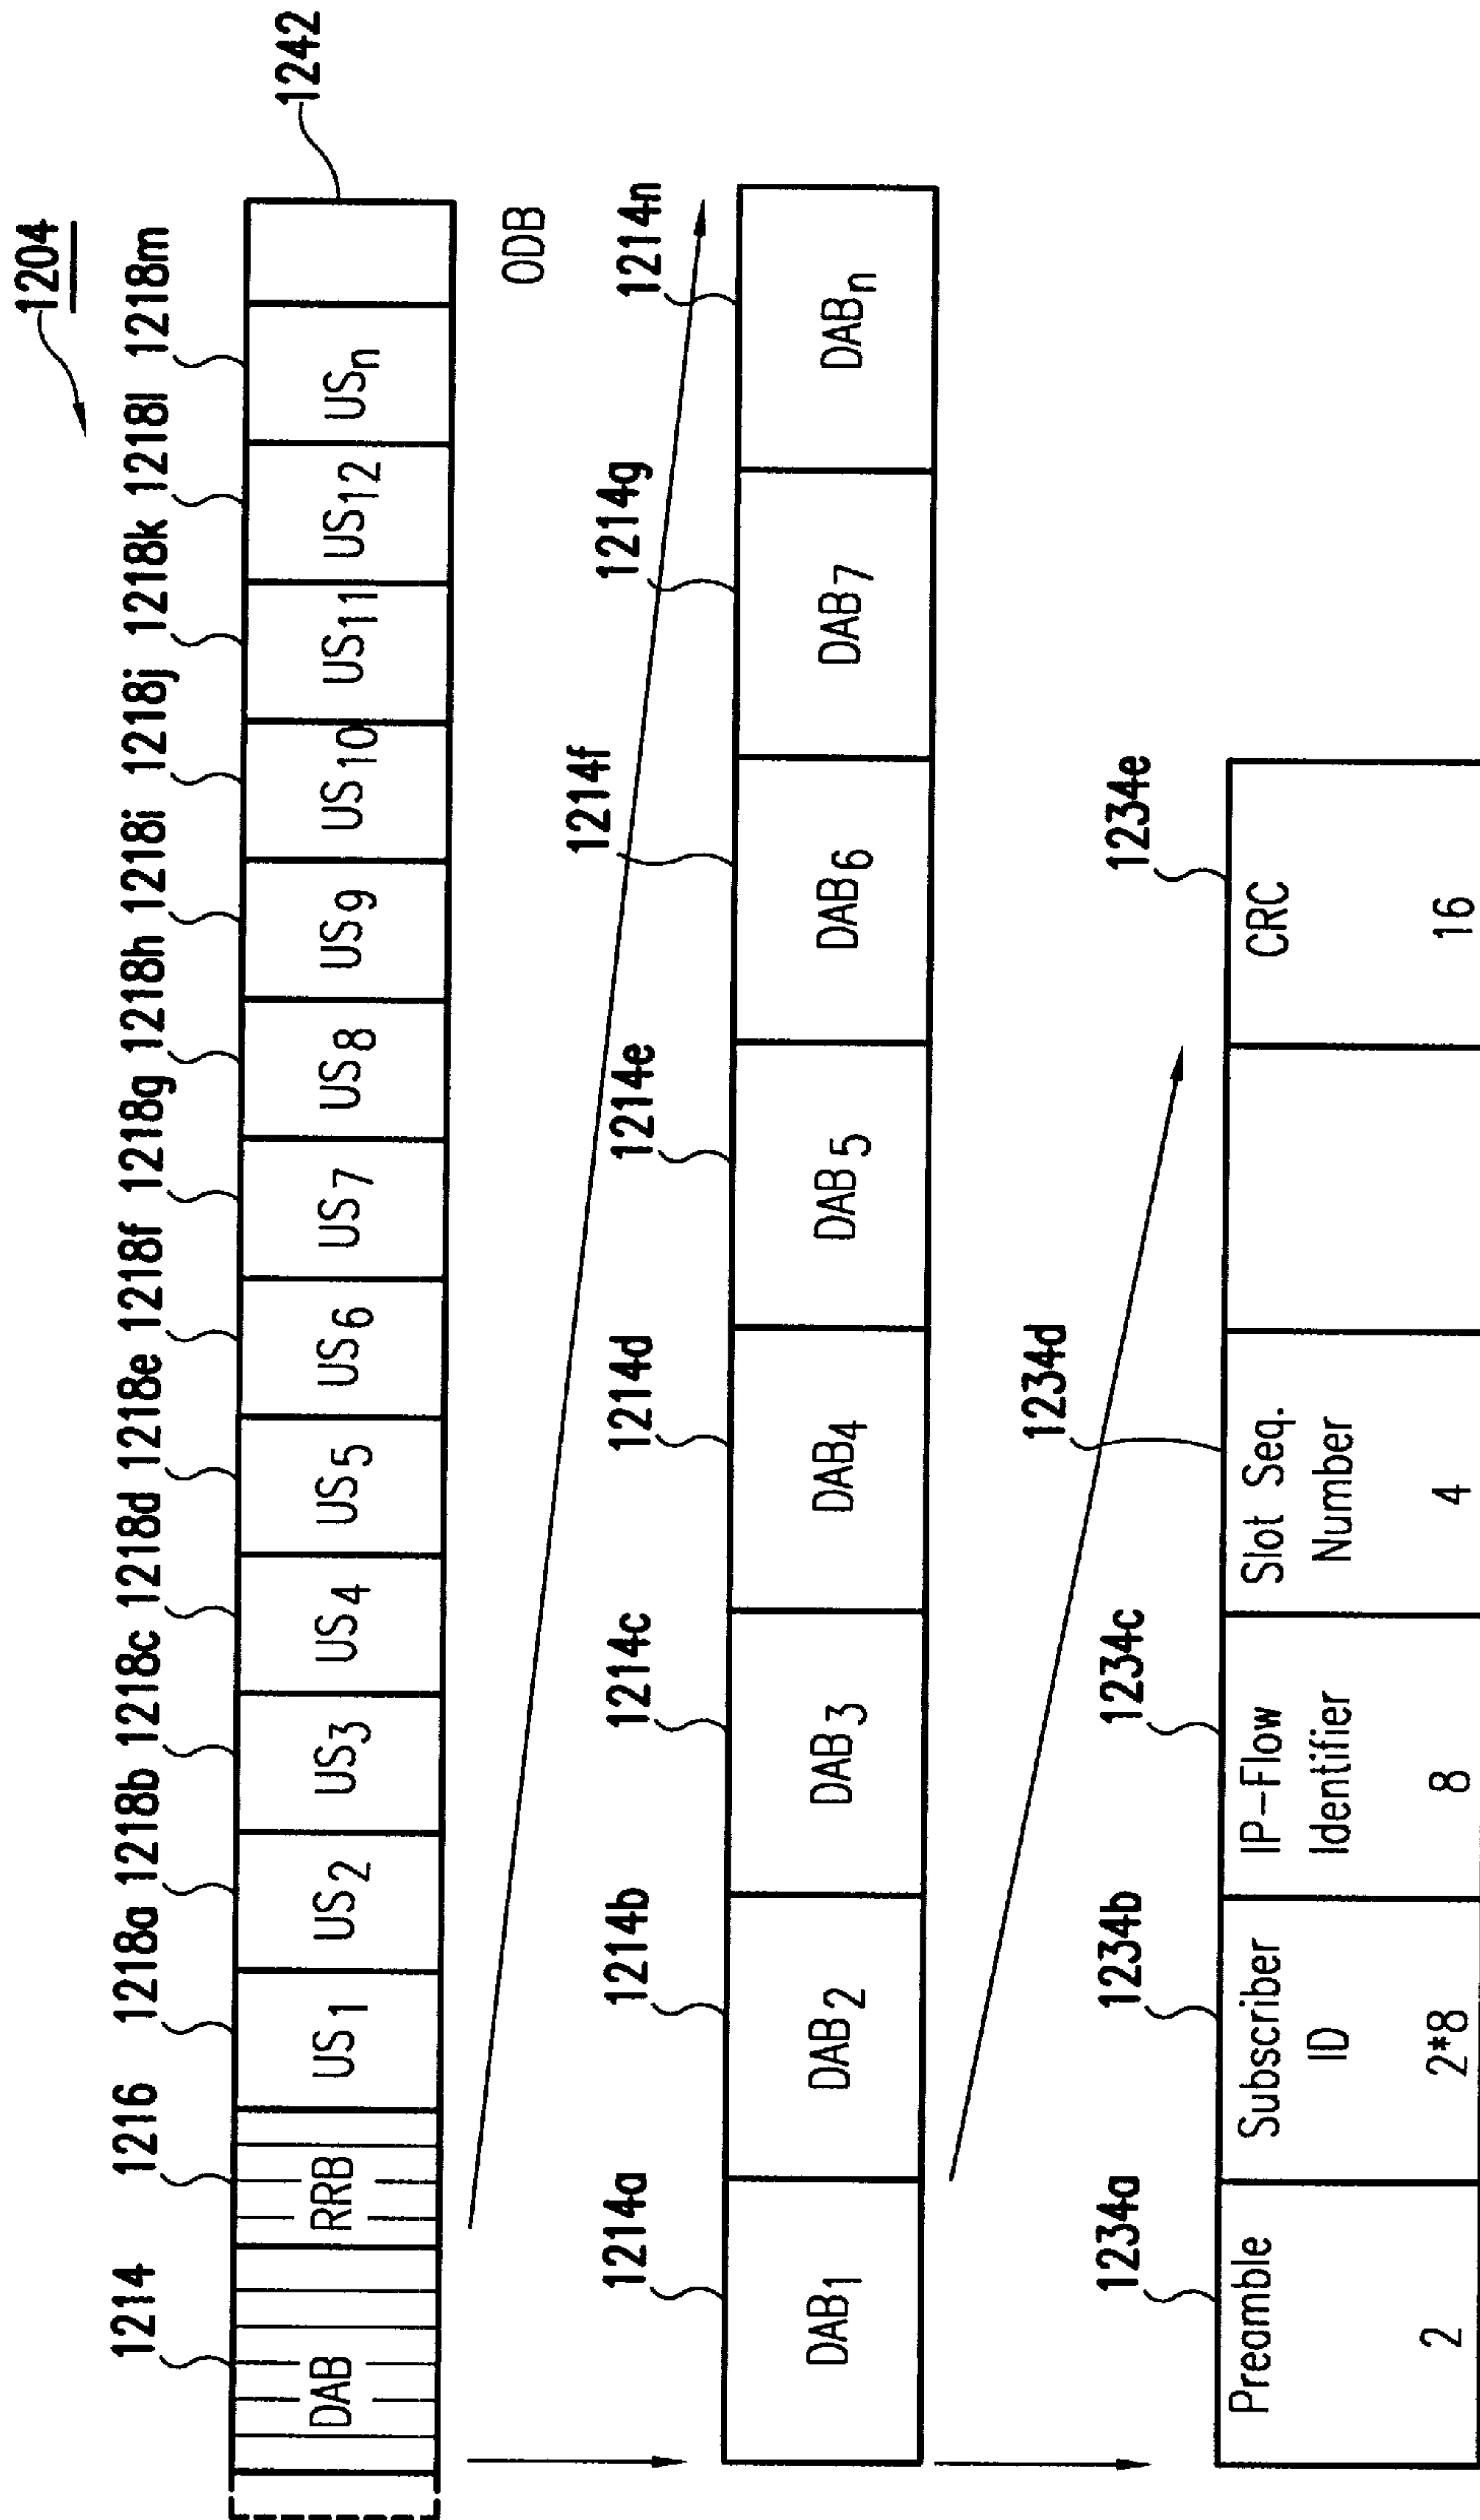 1204
1214 1216 1218a 1218b 1218c 1218d 1218e 1218f 1218g 1218h 1218i 1218j 1218k 1218l 1218m 1242
DAB RRB US1 US2 US3 US4 US5 US6 US7 US8 US9 US10 US11 US12 USn
ODB
1214a 1214b 1214c 1214d 1214e 1214f 1214g 1214n
DAB1 DAB2 DAB3 DAB4 DAB5 DAB6 DAB7 DABn
1234a 1234b 1234c 1234d 1234e
Preamble
2
Subscriber
ID
2*8
IP-Flow
Identifier
8
Slot Seq.
Number
4
CRC
16